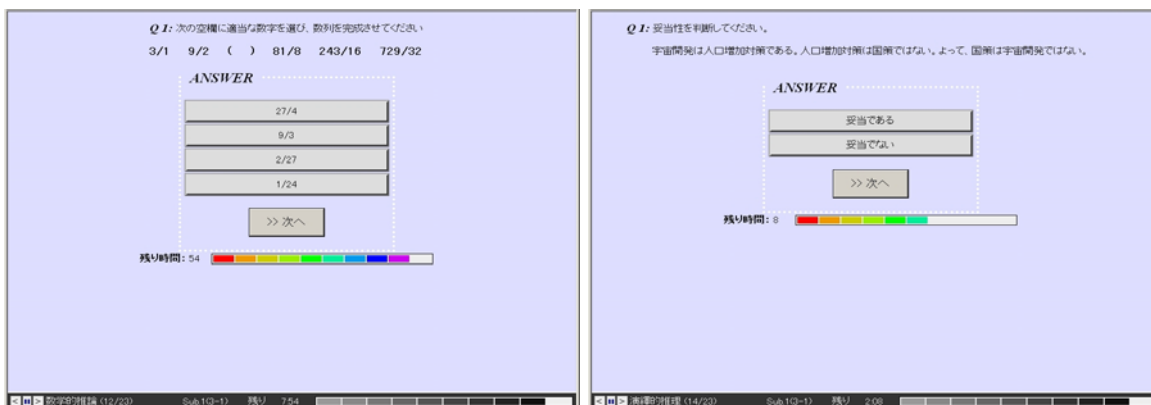 Q 1: 次の空欄に適当な数字を選び、数列を完成させてください
3/1 9/2 ( ) 81/8 243/16 729/32
ANSWER
27/4
9/3
2/27
1/24
>> 次へ
残り時間: 54
< > 数学的推論 (12/23) Sub.1(Q-1) 残り 7:54
Q 1: 妥当性を判断してください。
宇宙開発は人口増加対策である。人口増加対策は国策ではない。よって、国策は宇宙開発ではない。
ANSWER
妥当である
妥当でない
>> 次へ
残り時間: 8
< > 演繹的推理 (14/23) Sub.1(Q-1) 残り 2:08